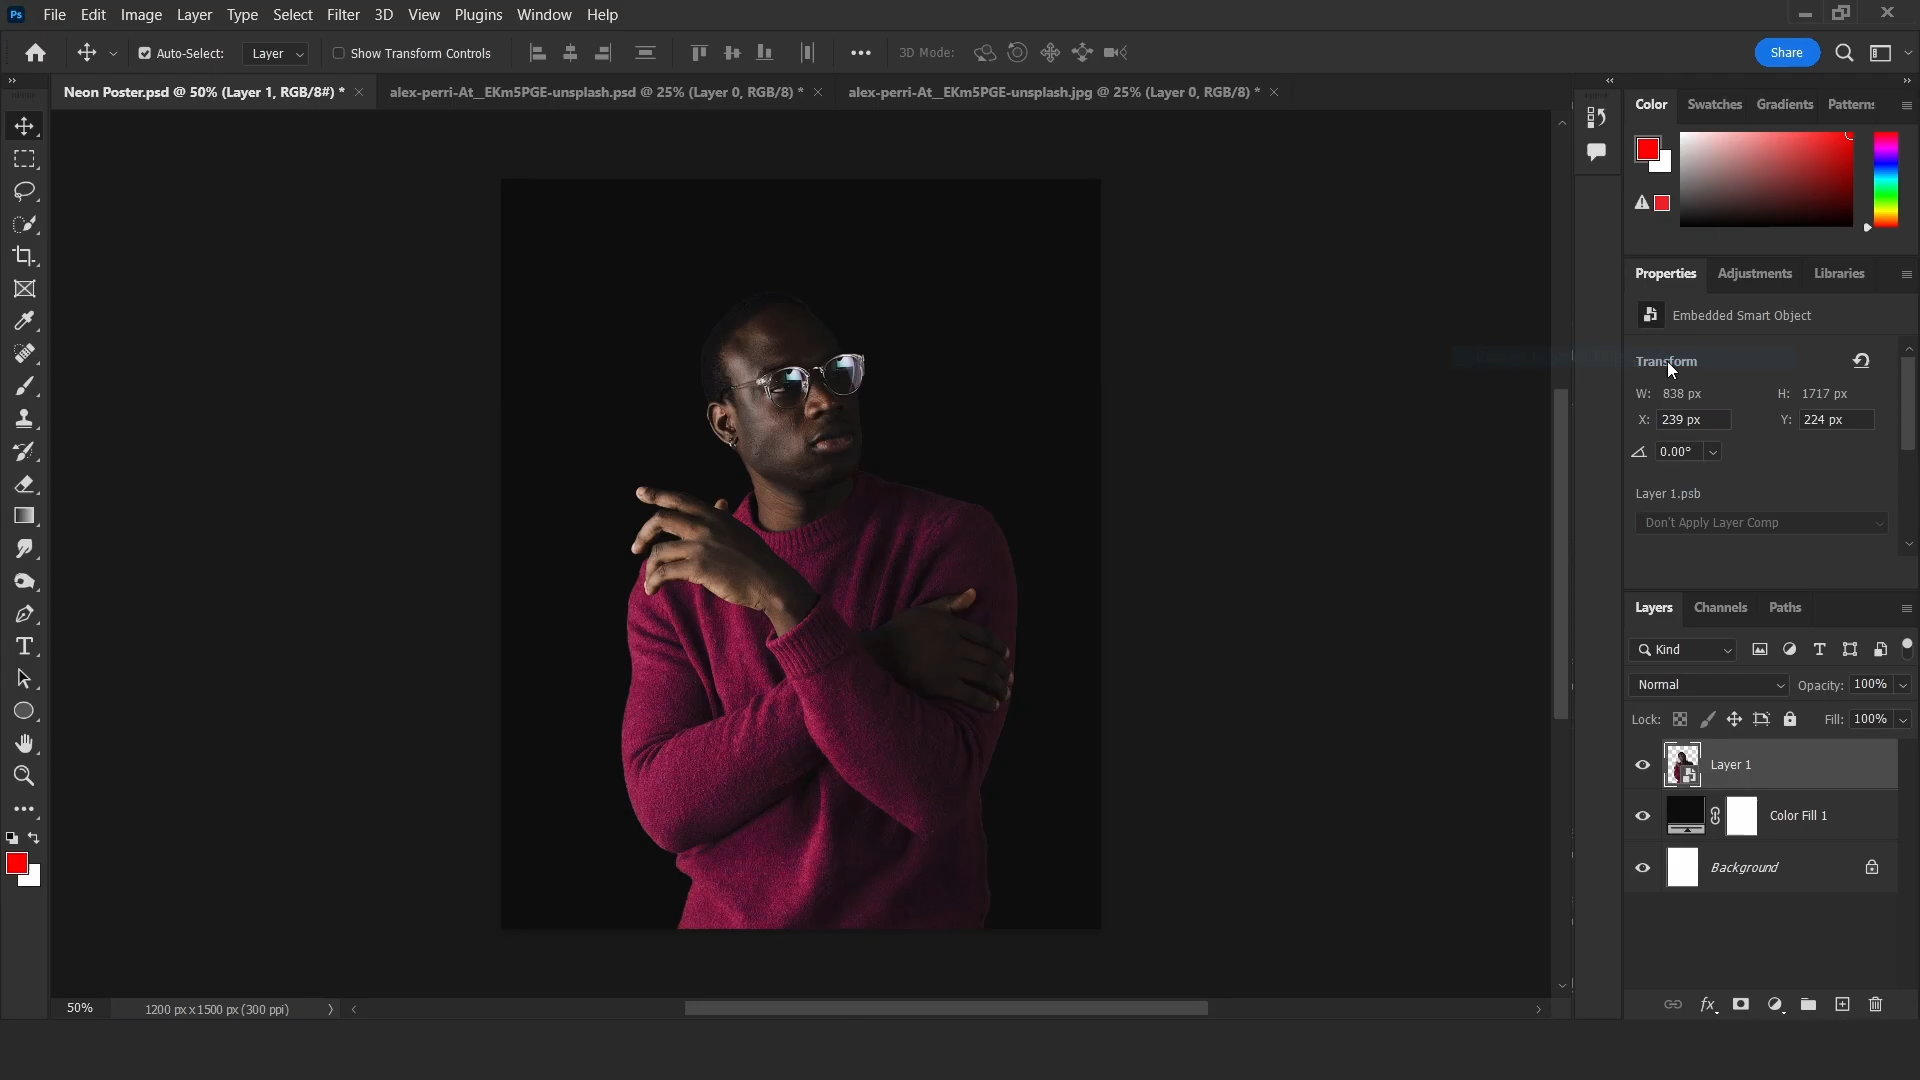 Ps File Edit Image Layer Type Select Filter 3D View Plugins Window Help
Auto-Select: Layer Show Transform Controls 3D Mode: Share
Neon Poster.psd @ 50% (Layer 1, RGB/8#) * alex-perri-At__EKm5PGE-unsplash.psd @ 25% (Layer 0, RGB/8) * alex-perri-At__EKm5PGE-unsplash.jpg @ 25% (Layer 0, RGB/8) *
Color Swatches Gradients Patterns
Properties Adjustments Libraries
Embedded Smart Object
Transform
W: 838 px H: 1717 px
X: 239 px Y: 224 px
0.00°
Layer 1.psb
Don't Apply Layer Comp
Layers Channels Paths
Kind
Normal Opacity: 100%
Lock: Fill: 100%
Layer 1
Color Fill 1
Background
fx
50% 1200 px x 1500 px (300 ppi)